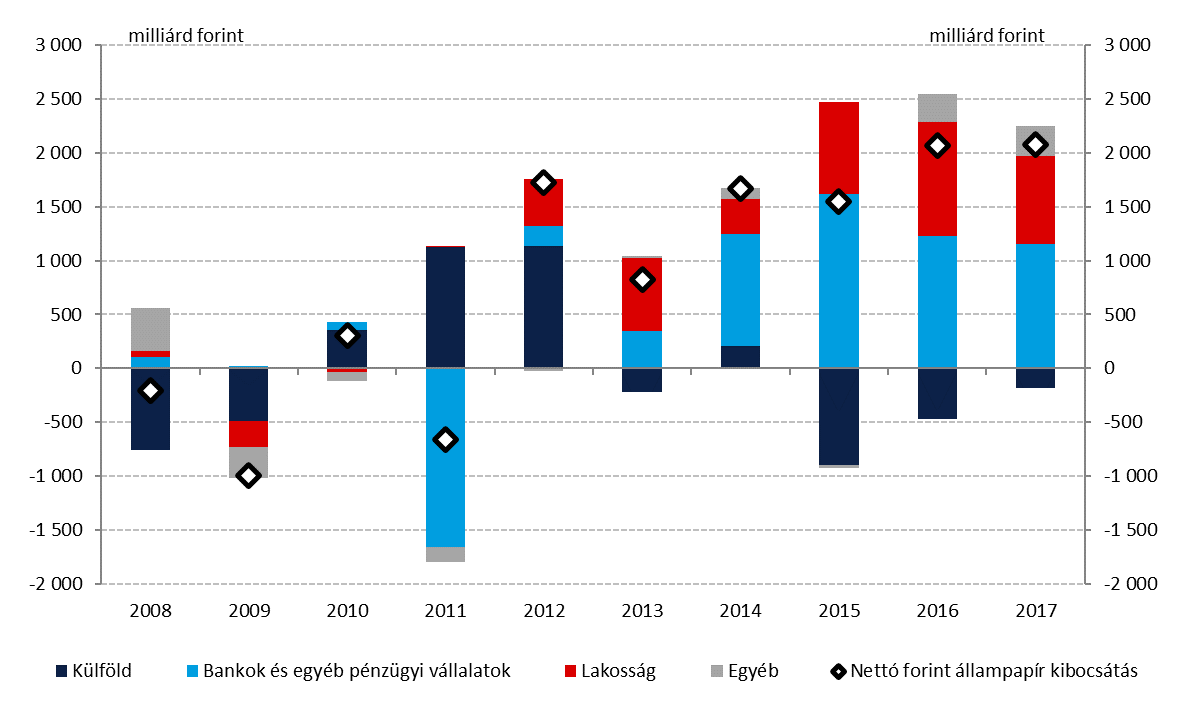 milliárd forint milliárd forint
3 000 3 000
2 500 2 500
2 000 2 000
1 500 1 500
1 000 1 000
500 500
0 0
-500 -500
-1 000 -1 000
-1 500 -1 500
-2 000 -2 000
2008 2009 2010 2011 2012 2013 2014 2015 2016 2017
Külföld Bankok és egyéb pénzügyi vállalatok Lakosság Egyéb Nettó forint állampapír kibocsátás